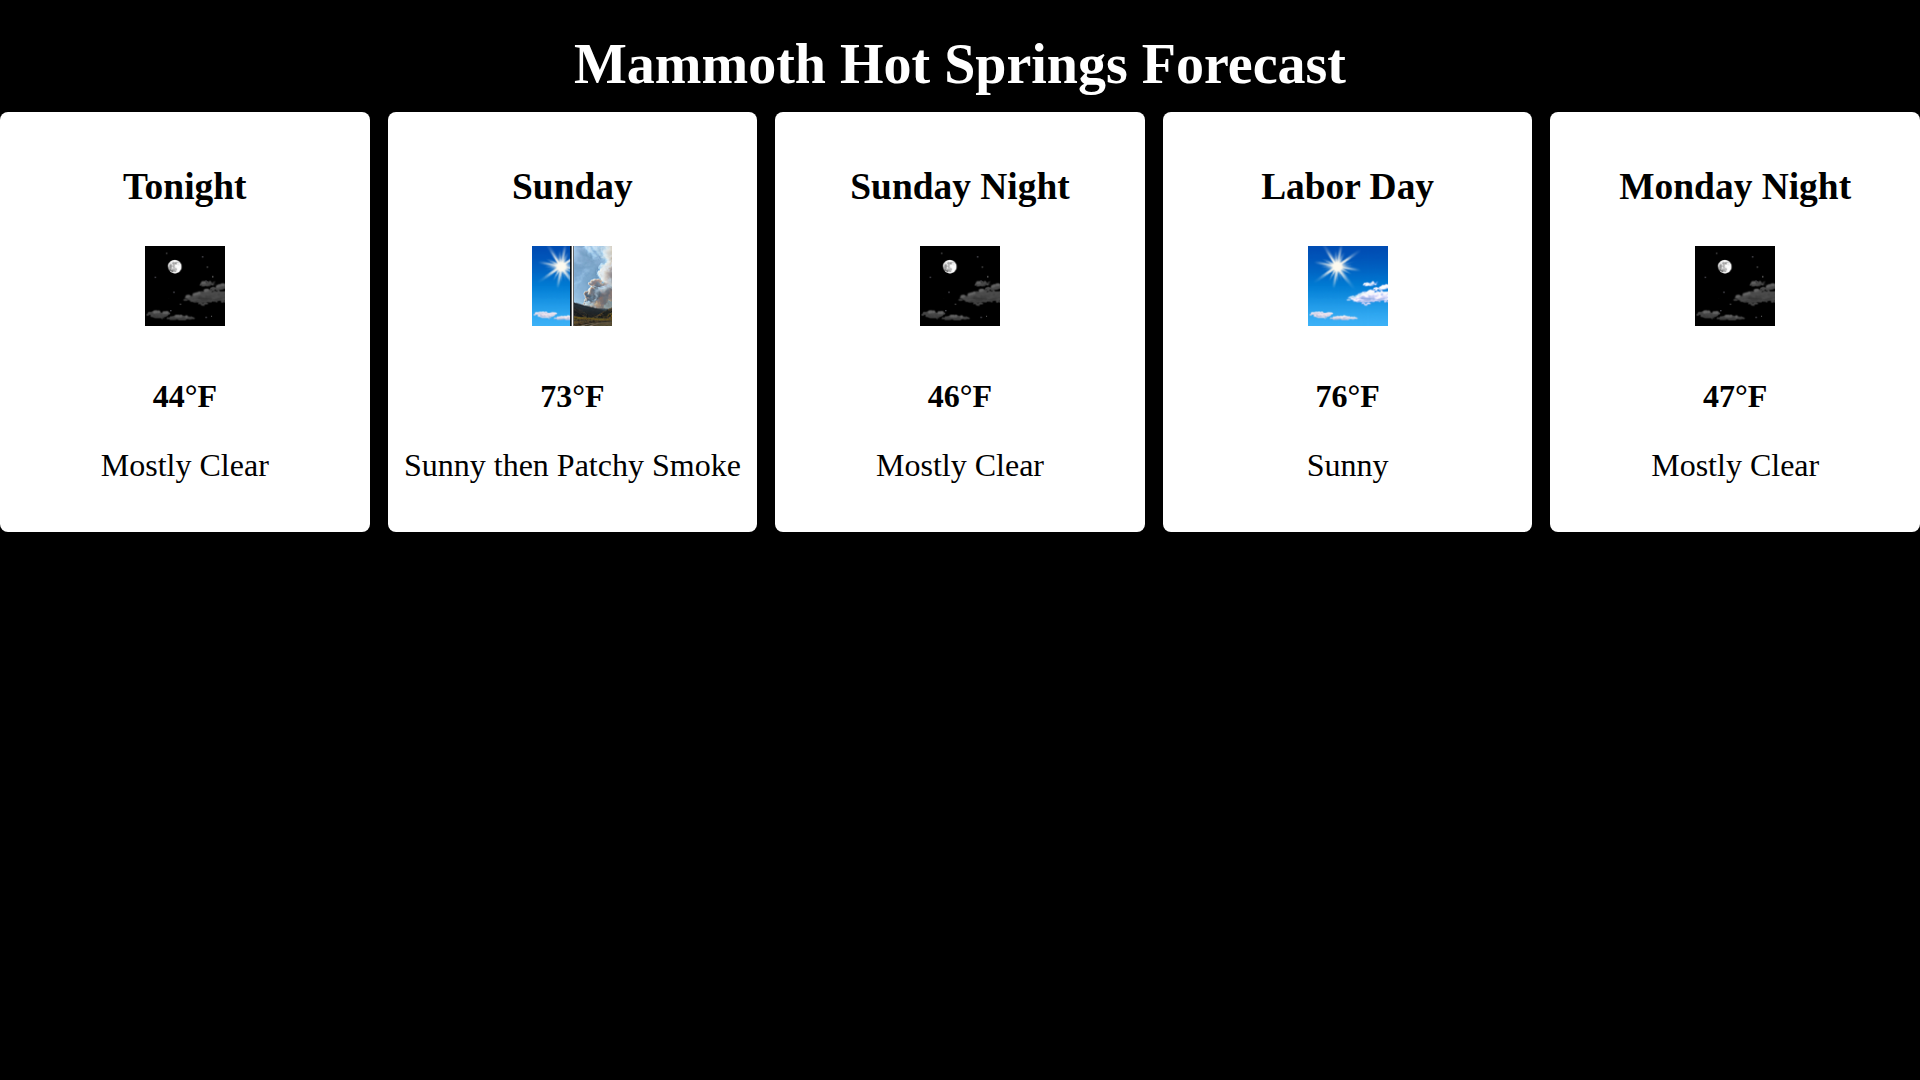 Mammoth Hot Springs Forecast
Tonight
44°F
Mostly Clear
Sunday
73°F
Sunny then Patchy Smoke
Sunday Night
46°F
Mostly Clear
Labor Day
76°F
Sunny
Monday Night
47°F
Mostly Clear